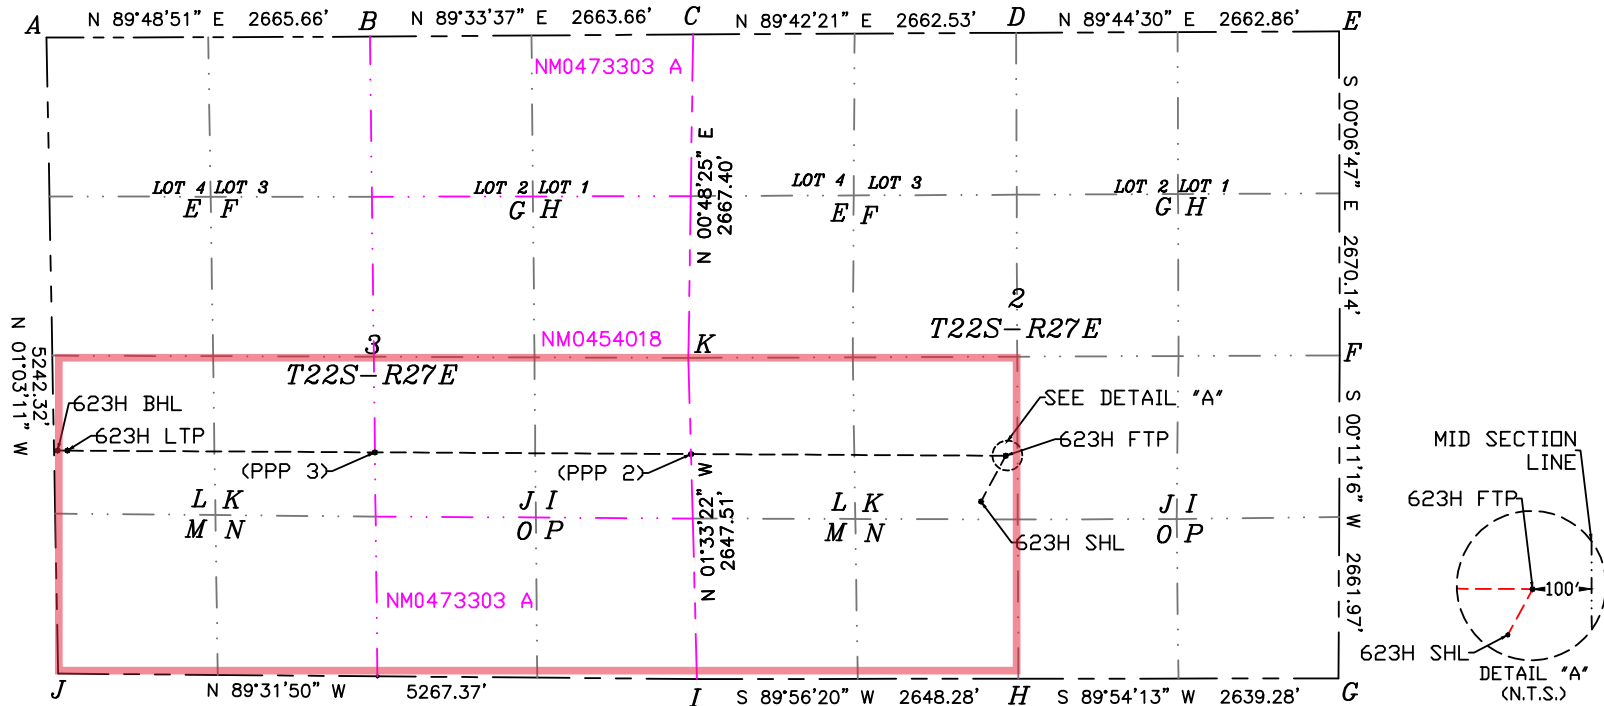 A
N 89°48'51" E 2665.66'
B
N 89°33'37" E 2663.66'
C
N 89°42'21" E 2662.53'
D
N 89°44'30" E 2662.86'
E
NM0473303 A
S 00°06'47" E 2670.14'
N 00°48'25" E
2667.40'
LOT 4 LOT 3
E F
LOT 2 LOT 1
G H
LOT 4 LOT 3
E F
LOT 2 LOT 1
G H
2
T22S-R27E
NM0454018
K
F
3
T22S-R27E
N 01°03'11" W
5242.32'
623H BHL
623H LTP
(PPP 3)
(PPP 2)
SEE DETAIL "A"
623H FTP
623H SHL
S 00°11'16" W 2661.97'
L K
M N
J I
O P
L K
M N
J I
O P
N 01°33'22" W
2647.51'
NM0473303 A
MID SECTION
LINE
623H FTP
100'
623H SHL
DETAIL "A"
(N.T.S.)
J
N 89°31'50" W 5267.37'
I
S 89°56'20" W 2648.28'
H
S 89°54'13" W 2639.28'
G